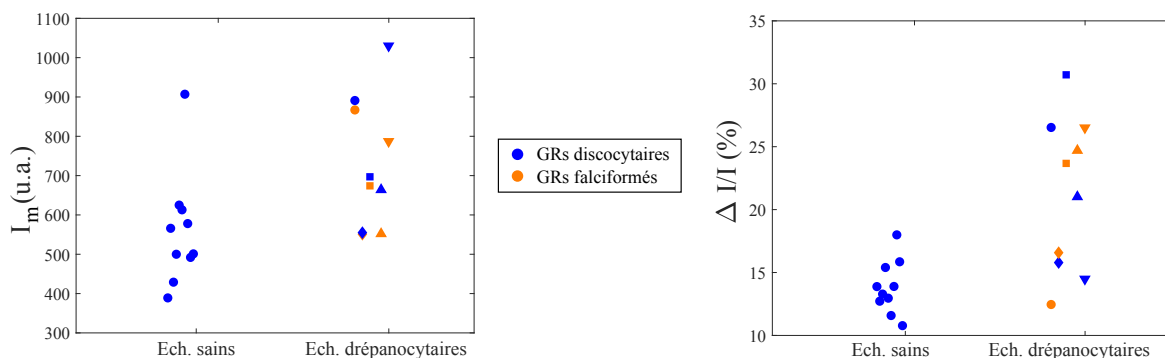 1100
1000
900
800
700
600
500
400
300
I_m (u.a.)
Ech. sains
Ech. drépanocytaires
GRs discocytaires
GRs falciformés
35
30
25
20
15
10
Δ I/I (%)
Ech. sains
Ech. drépanocytaires